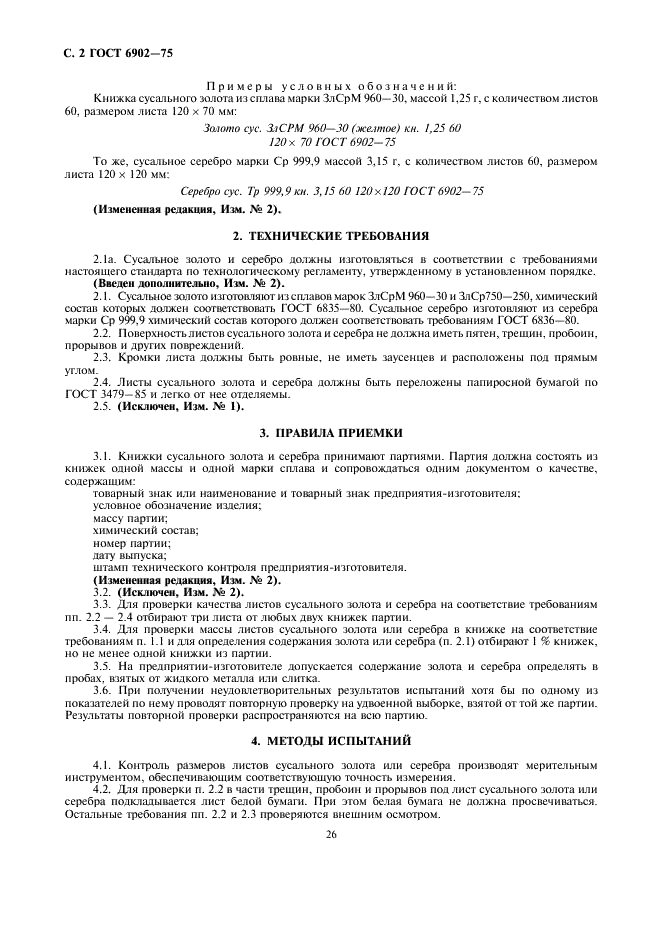 С. 2 ГОСТ 6902—75
Примеры условных обозначений:
Книжка сусального золота из сплава марки ЗлСрМ 960—30, массой 1,25 г, с количеством листов
60, размером листа 120 × 70 мм:
Золото сус. ЗлСРМ 960—30 (желтое) кн. 1,25 60
120 × 70 ГОСТ 6902—75
То же, сусальное серебро марки Ср 999,9 массой 3,15 г, с количеством листов 60, размером
листа 120 × 120 мм:
Серебро сус. Тр 999,9 кн. 3,15 60 120×120 ГОСТ 6902—75
(Измененная редакция, Изм. № 2).
2. ТЕХНИЧЕСКИЕ ТРЕБОВАНИЯ
2.1а. Сусальное золото и серебро должны изготовляться в соответствии с требованиями
настоящего стандарта по технологическому регламенту, утвержденному в установленном порядке.
(Введен дополнительно, Изм. № 2).
2.1. Сусальное золото изготовляют из сплавов марок ЗлСрМ 960—30 и ЗлСр750—250, химический
состав которых должен соответствовать ГОСТ 6835—80. Сусальное серебро изготовляют из серебра
марки Ср 999,9 химический состав которого должен соответствовать требованиям ГОСТ 6836—80.
2.2. Поверхность листов сусального золота и серебра не должна иметь пятен, трещин, пробоин,
прорывов и других повреждений.
2.3. Кромки листа должны быть ровные, не иметь заусенцев и расположены под прямым
углом.
2.4. Листы сусального золота и серебра должны быть переложены папиросной бумагой по
ГОСТ 3479—85 и легко от нее отделяемы.
2.5. (Исключен, Изм. № 1).
3. ПРАВИЛА ПРИЕМКИ
3.1. Книжки сусального золота и серебра принимают партиями. Партия должна состоять из
книжек одной массы и одной марки сплава и сопровождаться одним документом о качестве,
содержащим:
товарный знак или наименование и товарный знак предприятия-изготовителя;
условное обозначение изделия;
массу партии;
химический состав;
номер партии;
дату выпуска;
штамп технического контроля предприятия-изготовителя.
(Измененная редакция, Изм. № 2).
3.2. (Исключен, Изм. № 2).
3.3. Для проверки качества листов сусального золота и серебра на соответствие требованиям
пп. 2.2 — 2.4 отбирают три листа от любых двух книжек партии.
3.4. Для проверки массы листов сусального золота или серебра в книжке на соответствие
требованиям п. 1.1 и для определения содержания золота или серебра (п. 2.1) отбирают 1 % книжек,
но не менее одной книжки из партии.
3.5. На предприятии-изготовителе допускается содержание золота и серебра определять в
пробах, взятых от жидкого металла или слитка.
3.6. При получении неудовлетворительных результатов испытаний хотя бы по одному из
показателей по нему проводят повторную проверку на удвоенной выборке, взятой от той же партии.
Результаты повторной проверки распространяются на всю партию.
4. МЕТОДЫ ИСПЫТАНИЙ
4.1. Контроль размеров листов сусального золота или серебра производят мерительным
инструментом, обеспечивающим соответствующую точность измерения.
4.2. Для проверки п. 2.2 в части трещин, пробоин и прорывов под лист сусального золота или
серебра подкладывается лист белой бумаги. При этом белая бумага не должна просвечиваться.
Остальные требования пп. 2.2 и 2.3 проверяются внешним осмотром.
26